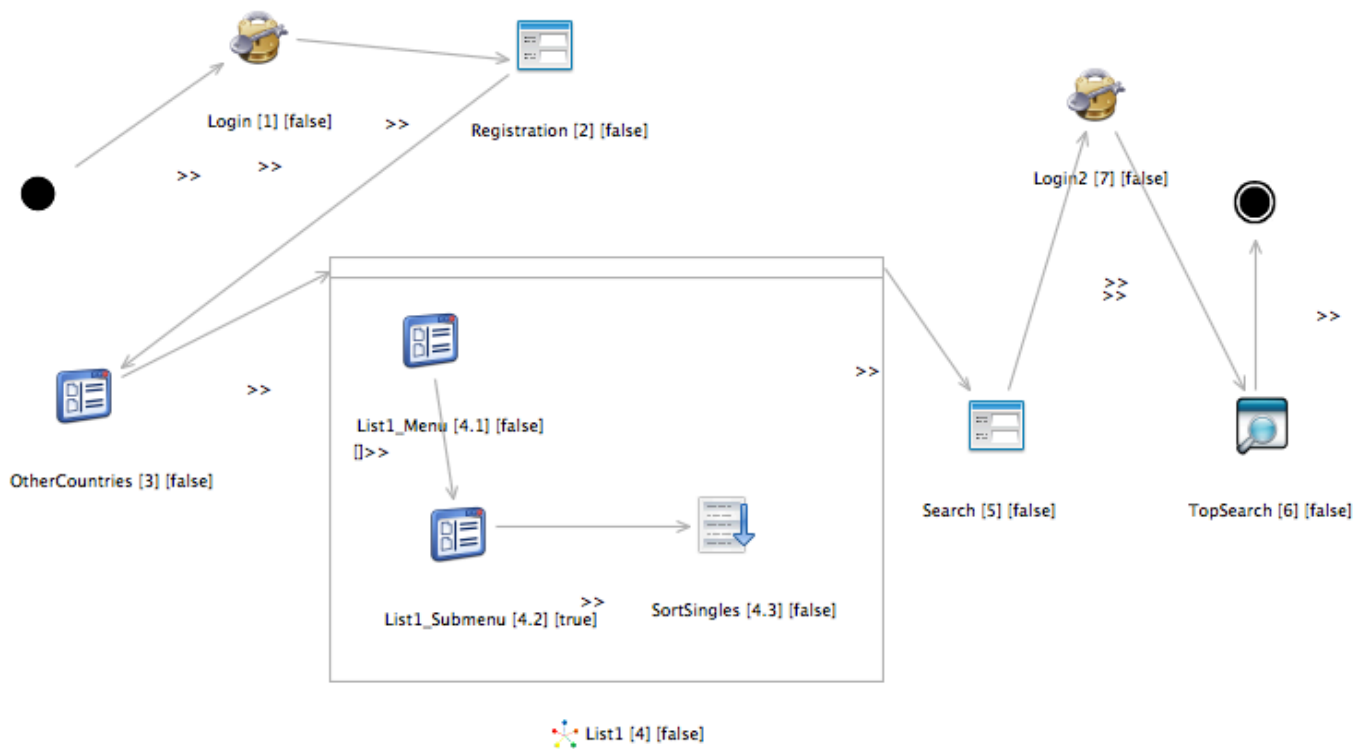 Login [1] [false]
>>
Registration [2] [false]
>>
>>
Login2 [7] [false]
>>
>>
>>
>>
>>
List1_Menu [4.1] [false]
[]>>
OtherCountries [3] [false]
Search [5] [false]
TopSearch [6] [false]
>>
List1_Submenu [4.2] [true]
SortSingles [4.3] [false]
List1 [4] [false]